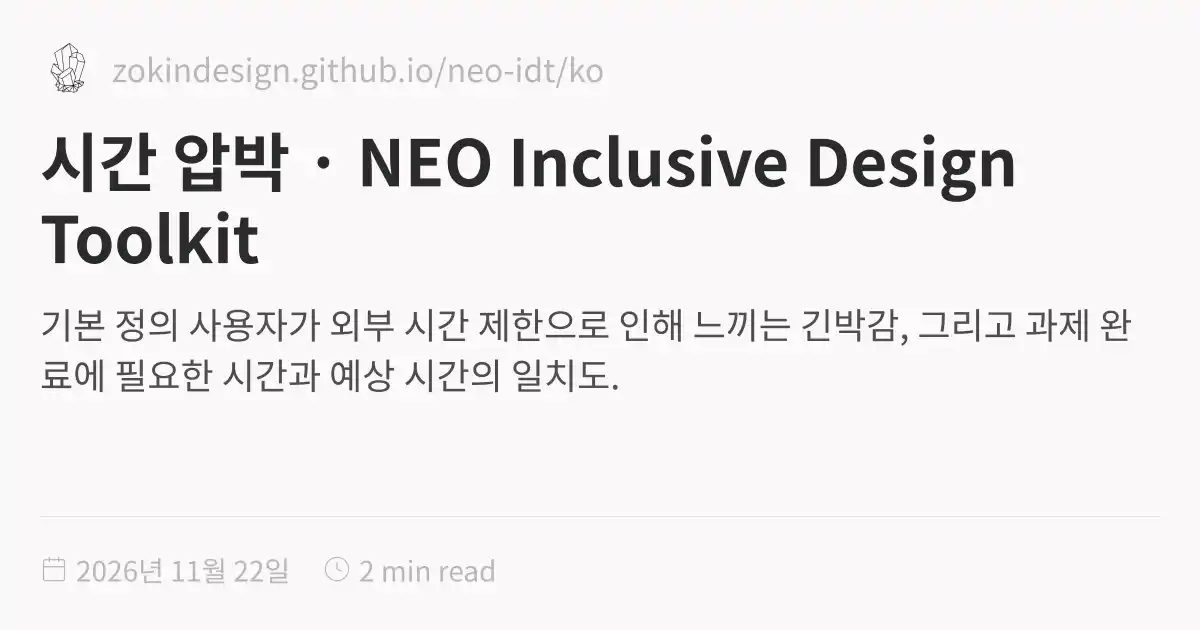 zokindesign.github.io/neo-idt/ko
시간 압박 · NEO Inclusive Design
Toolkit
기본 정의 사용자가 외부 시간 제한으로 인해 느끼는 긴박감, 그리고 과제 완
료에 필요한 시간과 예상 시간의 일치도.
2026년 11월 22일 2 min read